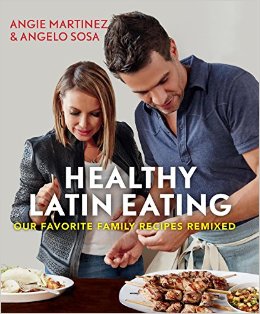 ANGIE MARTINEZ
& ANGELO SOSA
HEALTHY
LATIN EATING
OUR FAVORITE FAMILY RECIPES REMIXED